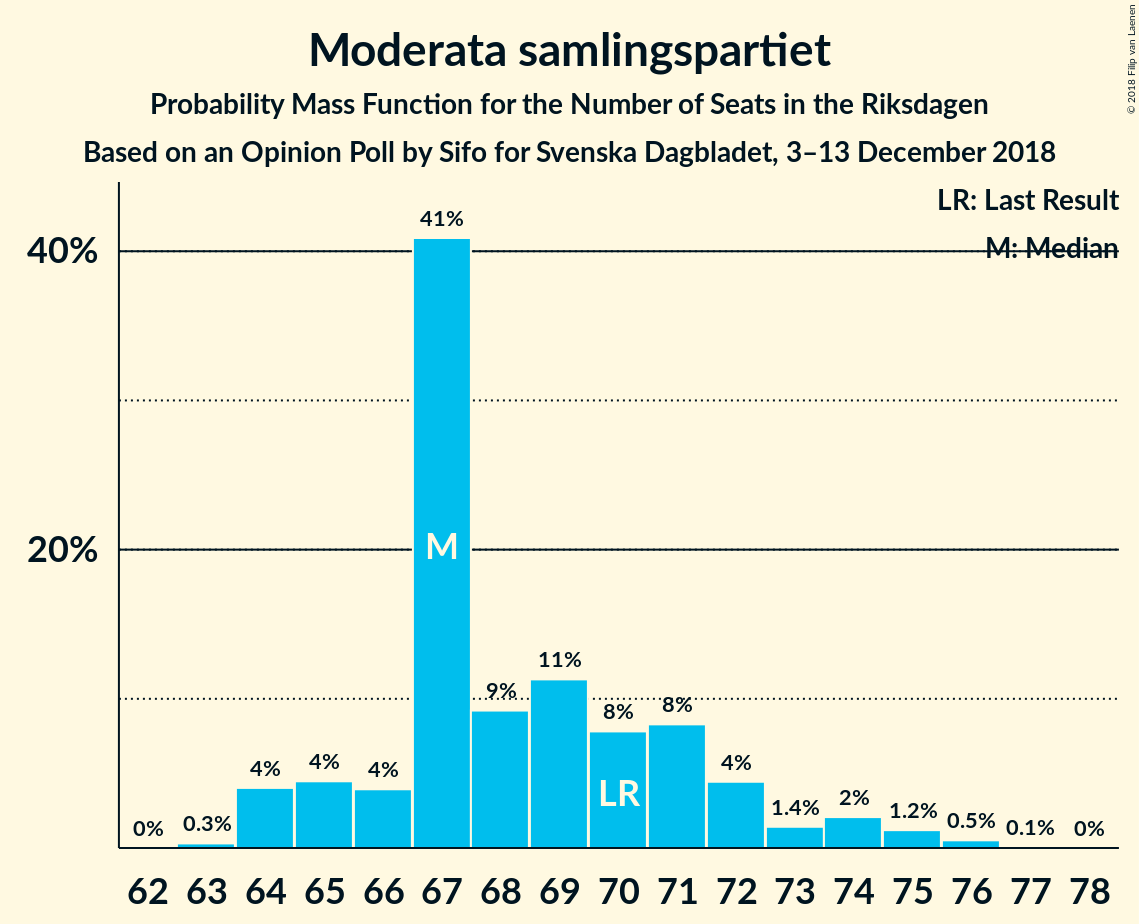 Moderata samlingspartiet
Probability Mass Function for the Number of Seats in the Riksdagen
Based on an Opinion Poll by Sifo for Svenska Dagbladet, 3–13 December 2018
© 2018 Filip van Laenen
LR: Last Result
M: Median
40%
20%
0%
0.3%
4%
4%
4%
41%
9%
11%
8%
8%
4%
1.4%
2%
1.2%
0.5%
0.1%
0%
M
LR
62 63 64 65 66 67 68 69 70 71 72 73 74 75 76 77 78